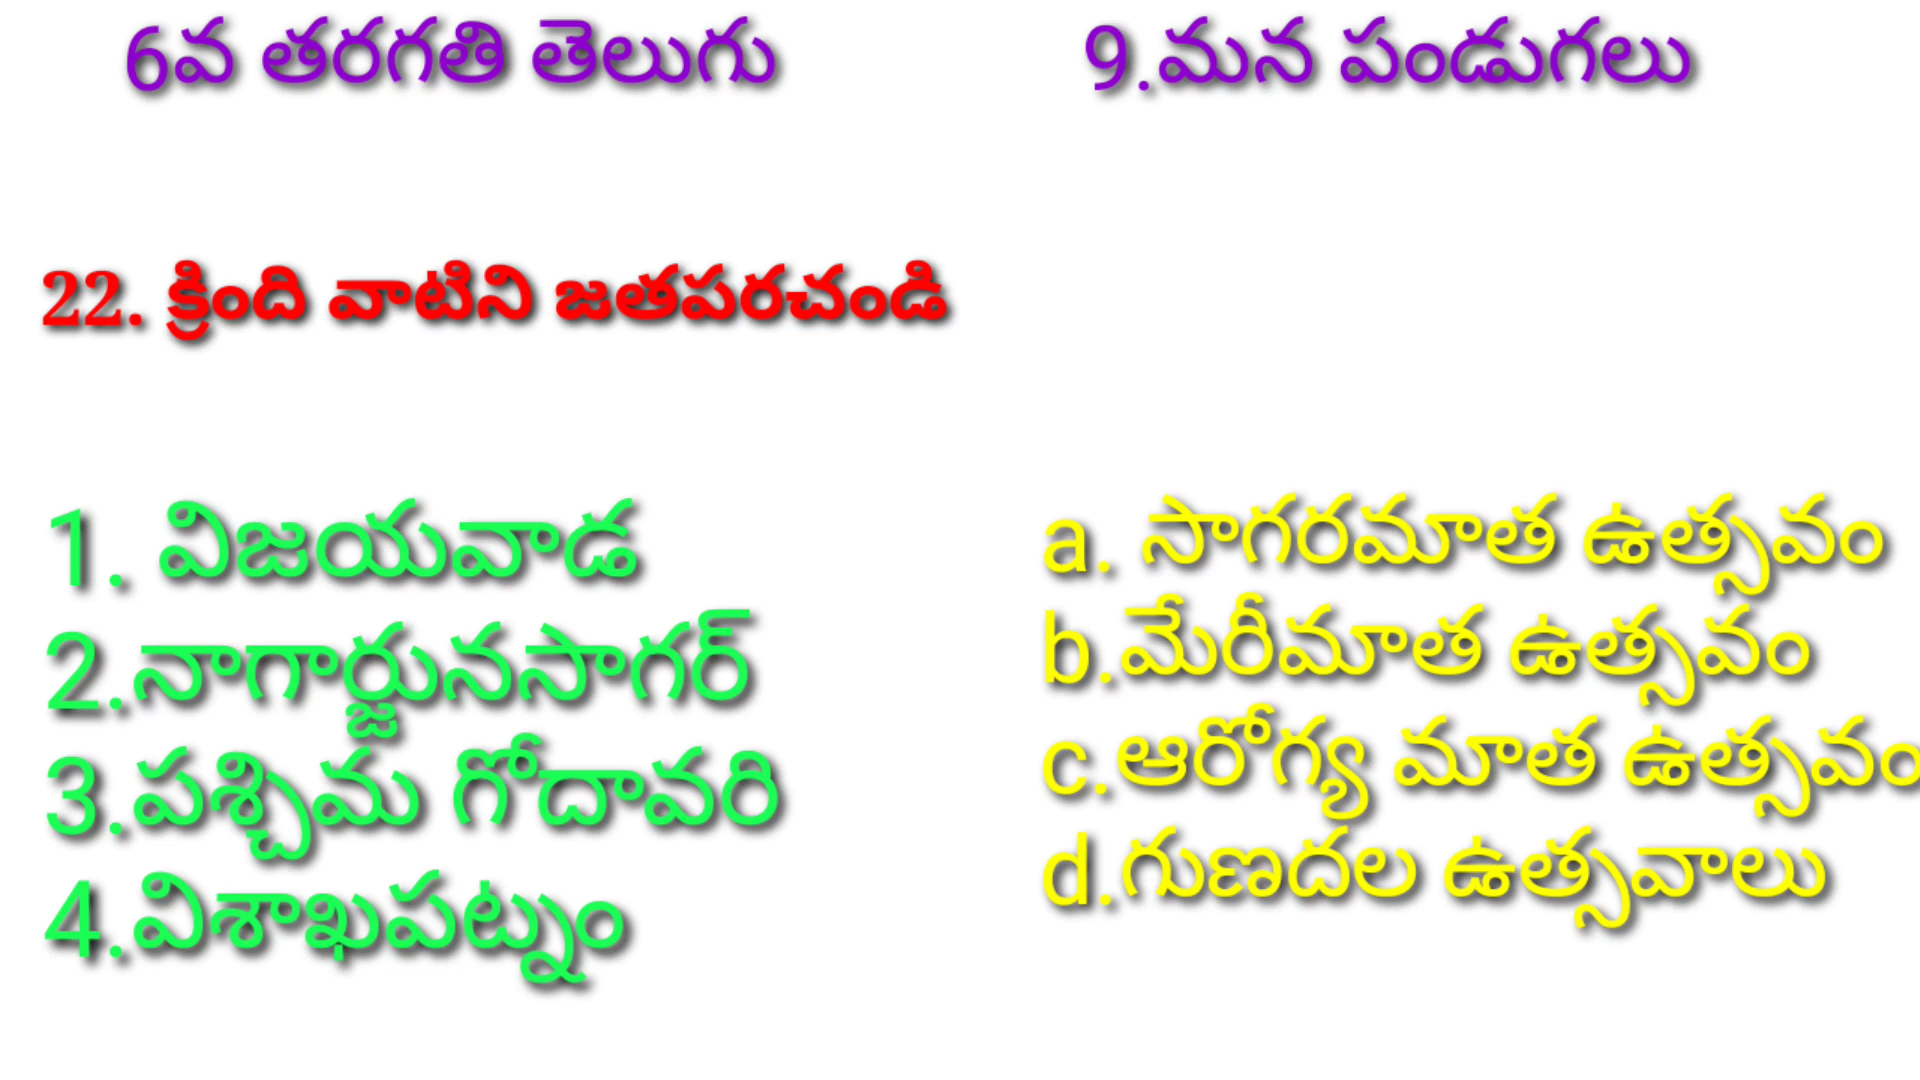 6వ తరగతి తెలుగు
9.మన పండుగలు
22. క్రింది వాటిని జతపరచండి
1. విజయవాడ
2.నాగార్జునసాగర్
3.పశ్చిమ గోదావరి
4.విశాఖపట్నం
a. సాగరమాత ఉత్సవం
b.మేరీమాత ఉత్సవం
c.ఆరోగ్య మాత ఉత్సవం
d.గుణదల ఉత్సవాలు